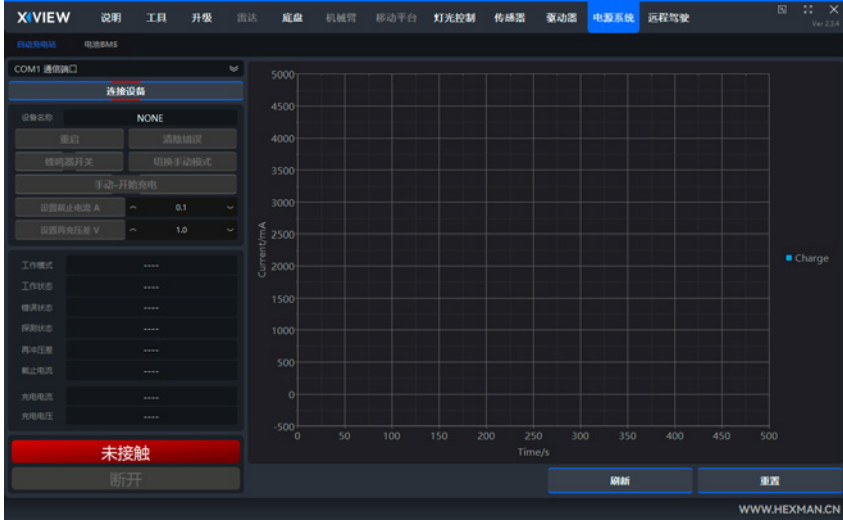 XIVIEW 说明 工具 升级 雷达 底盘 机械臂 移动平台 灯光控制 传感器 驱动器 电源系统 远程驾驶
Ver 2.3.4
自动充电站 电池BMS
COM1 通信端口
连接设备
设备名称 NONE
重启 清除错误
蜂鸣器开关 切换手动模式
手动-开始充电
设置截止电流 A 0.1
设置再充压差 V 1.0
工作模式 ----
工作状态 ----
错误状态 ----
探测状态 ----
再冲压差 ----
截止电流 ----
充电电流 ----
充电电压 ----
未接触
断开
5000
4500
4000
3500
3000
2500
2000
1500
1000
500
0
-500
Current/mA
0 50 100 150 200 250 300 350 400 450 500
Time/s
Charge
刷新 重置
WWW.HEXMAN.CN